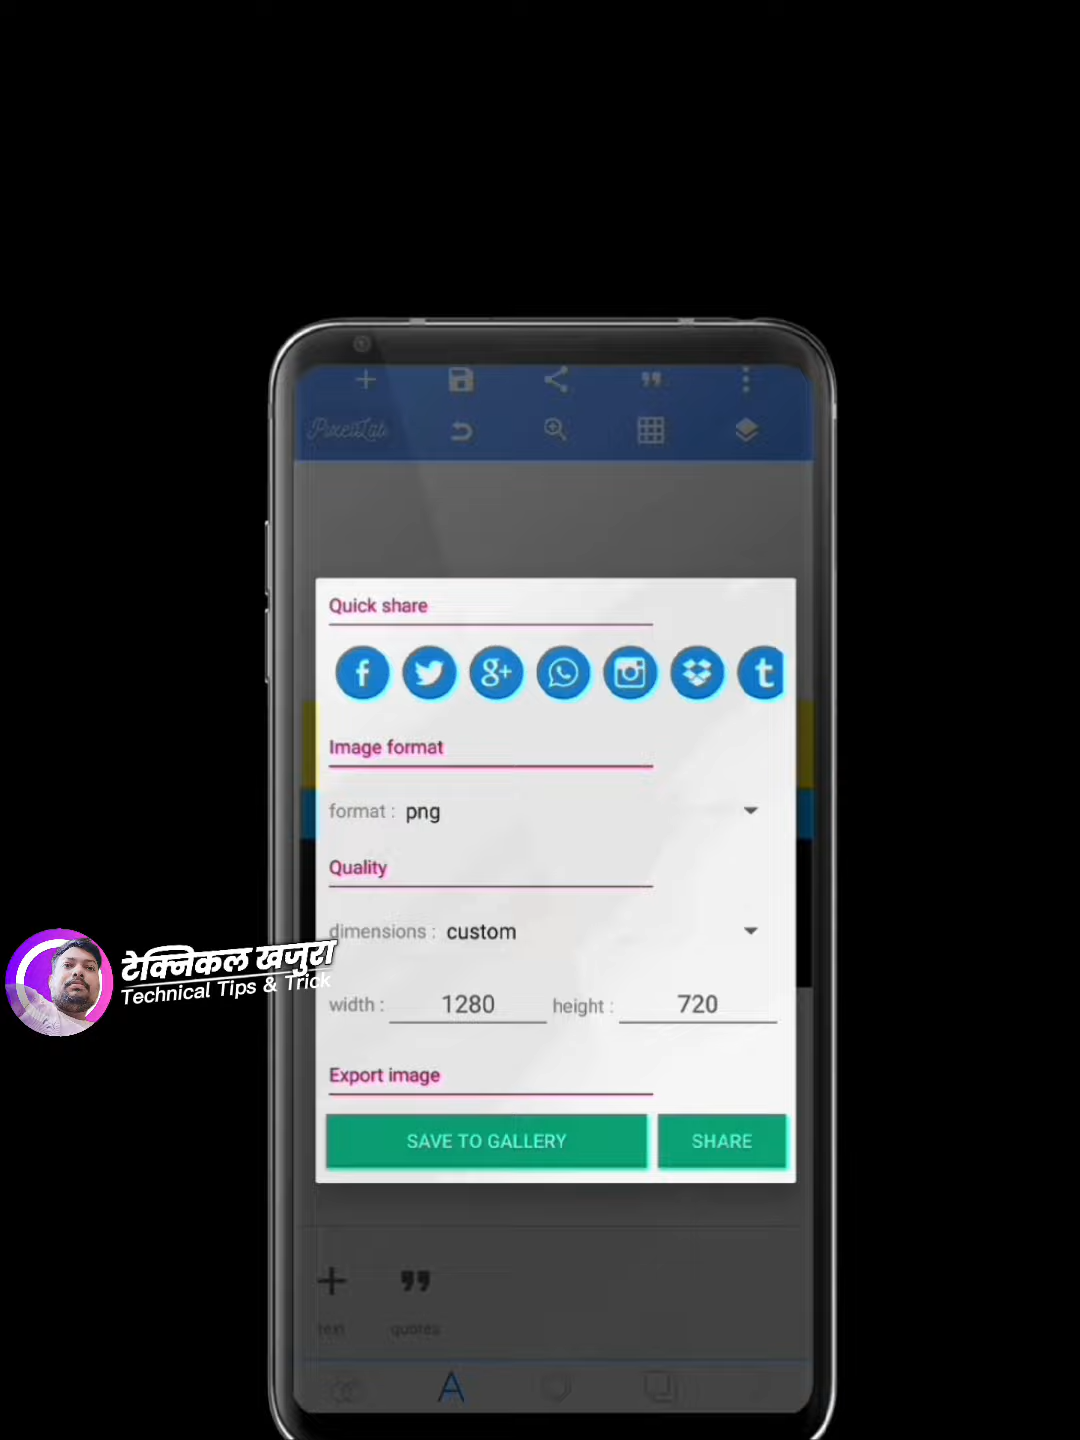 PixelLab
Quick share
Image format
format : png
Quality
dimensions : custom
टेक्निकल खजुरा
Technical Tips & Trick
width : 1280 height : 720
Export image
SAVE TO GALLERY SHARE
text quotes